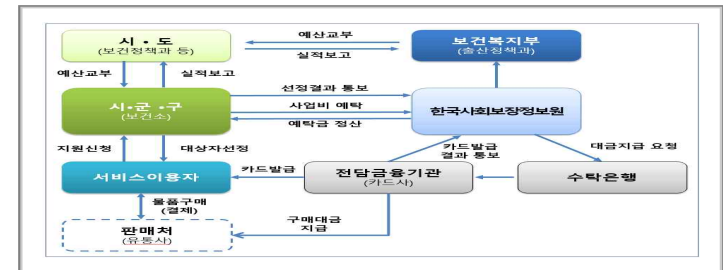 시・도
(보건정책과 등)
예산교부
실적보고
보건복지부
(출산정책과)
예산교부
실적보고
시・군・구
(보건소)
선정결과 통보
사업비 예탁
예탁금 정산
한국사회보장정보원
지원신청
대상자선정
카드발급
결과 통보
대금지급 요청
서비스이용자
카드발급
전담금융기관
(카드사)
수탁은행
물품구매
(결제)
구매대금
지급
판매처
(유통사)